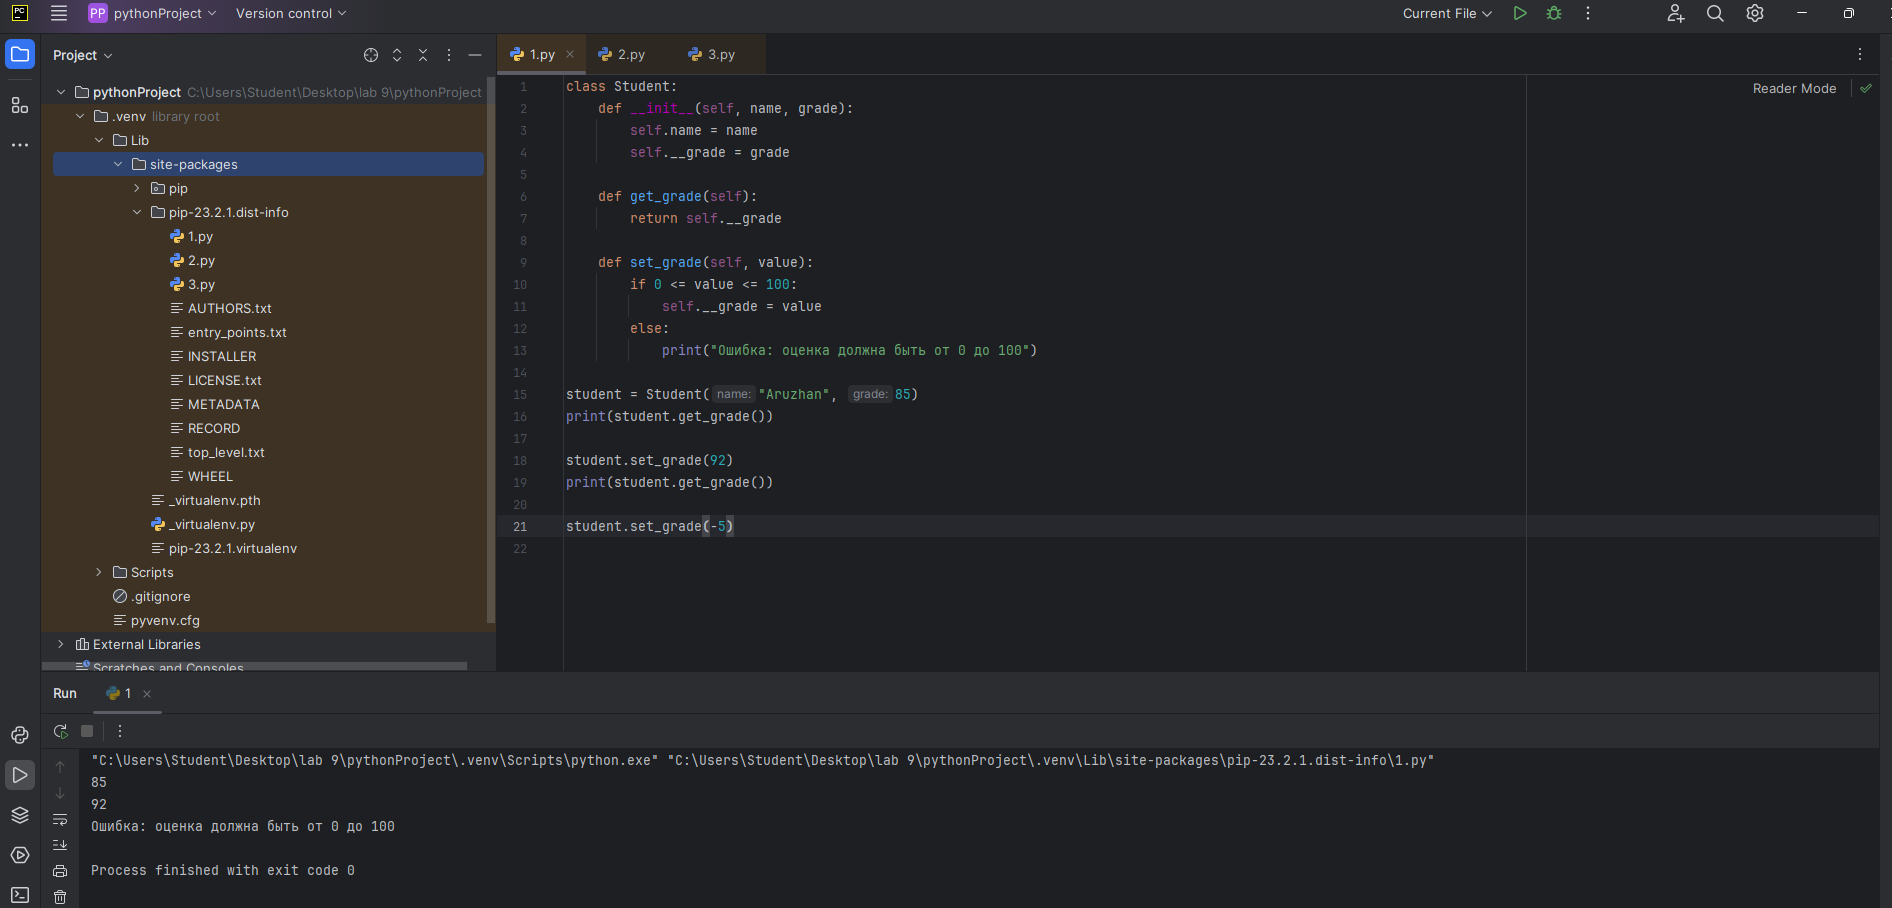 PC
PP pythonProject Version control Current File
Project
1.py 2.py 3.py
pythonProject C:\Users\Student\Desktop\lab 9\pythonProject
.venv library root
Lib
site-packages
pip
pip-23.2.1.dist-info
1.py
2.py
3.py
AUTHORS.txt
entry_points.txt
INSTALLER
LICENSE.txt
METADATA
RECORD
top_level.txt
WHEEL
_virtualenv.pth
_virtualenv.py
pip-23.2.1.virtualenv
Scripts
.gitignore
pyvenv.cfg
External Libraries
Scratches and Consoles
Reader Mode
1 class Student:
2 def __init__(self, name, grade):
3 self.name = name
4 self.__grade = grade
5
6 def get_grade(self):
7 return self.__grade
8
9 def set_grade(self, value):
10 if 0 <= value <= 100:
11 self.__grade = value
12 else:
13 print("Ошибка: оценка должна быть от 0 до 100")
14
15 student = Student( name: "Aruzhan", grade: 85)
16 print(student.get_grade())
17
18 student.set_grade(92)
19 print(student.get_grade())
20
21 student.set_grade(-5)
22
Run 1
"C:\Users\Student\Desktop\lab 9\pythonProject\.venv\Scripts\python.exe" "C:\Users\Student\Desktop\lab 9\pythonProject\.venv\Lib\site-packages\pip-23.2.1.dist-info\1.py"
85
92
Ошибка: оценка должна быть от 0 до 100
Process finished with exit code 0